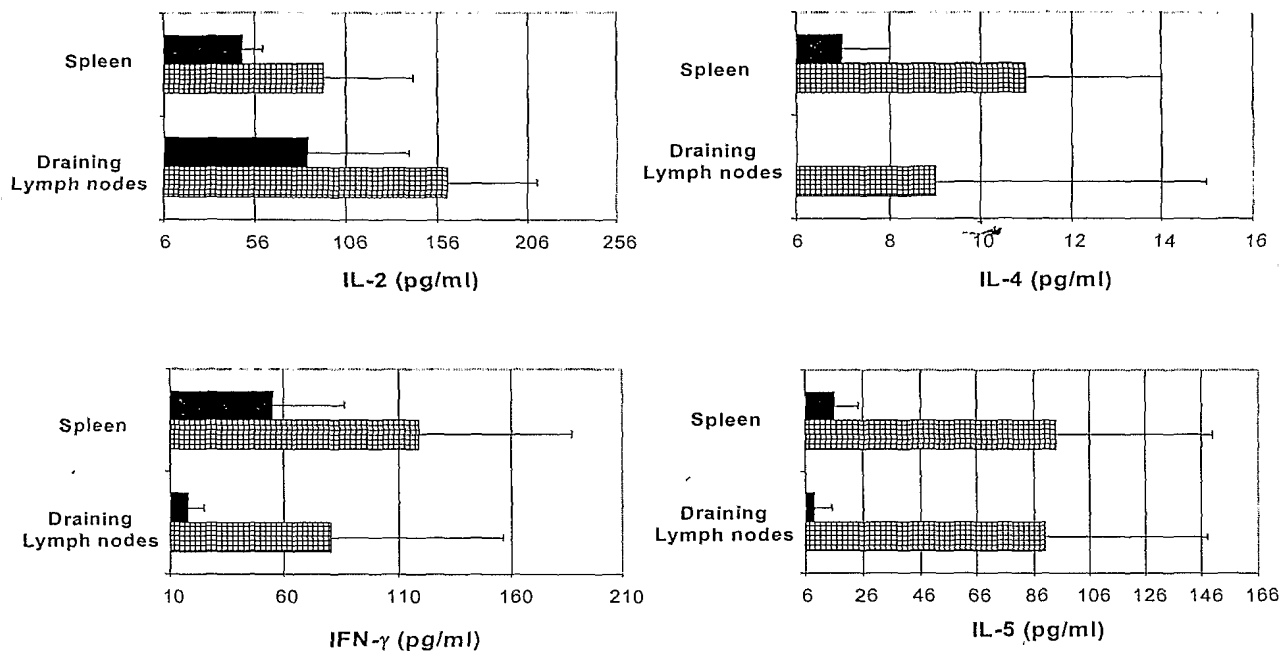 Spleen
Draining
Lymph nodes
6 56 106 156 206 256
IL-2 (pg/ml)
Spleen
Draining
Lymph nodes
6 8 10 12 14 16
IL-4 (pg/ml)
Spleen
Draining
Lymph nodes
10 60 110 160 210
IFN-γ (pg/ml)
Spleen
Draining
Lymph nodes
6 26 46 66 86 106 126 146 166
IL-5 (pg/ml)